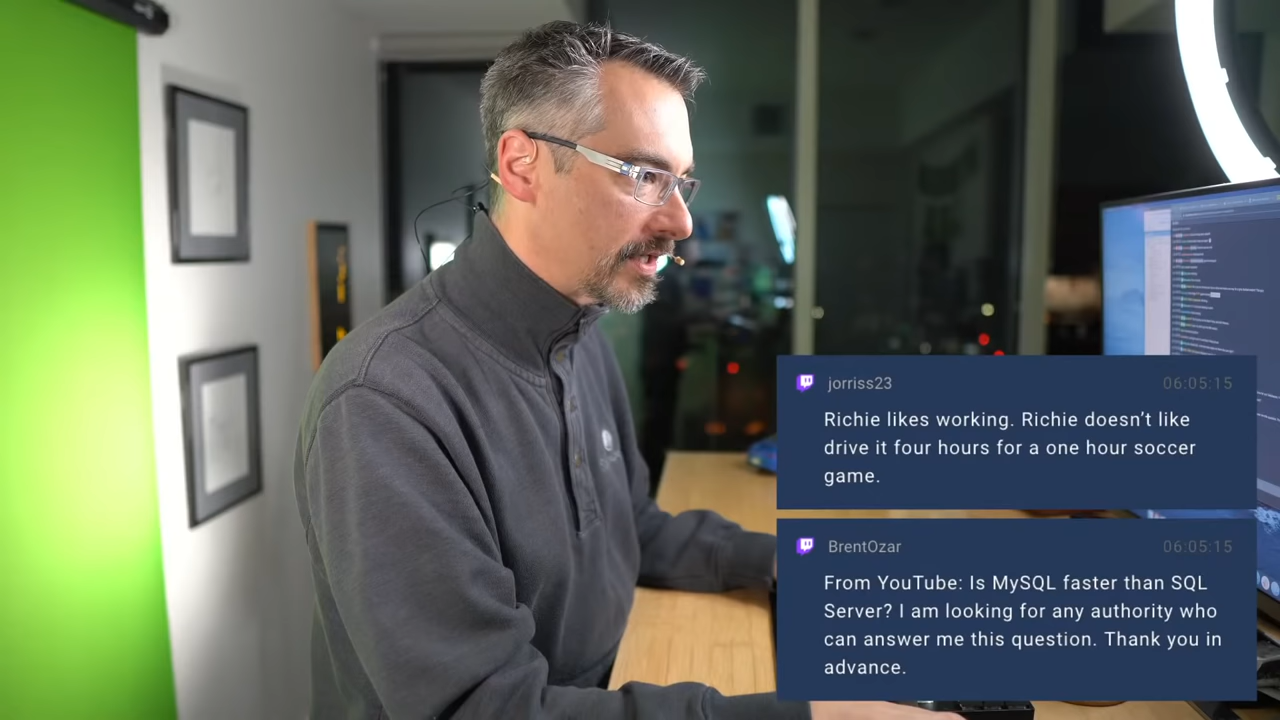 jorriss23 06:05:15
Richie likes working. Richie doesn’t like
drive it four hours for a one hour soccer
game.
BrentOzar 06:05:15
From YouTube: Is MySQL faster than SQL
Server? I am looking for any authority who
can answer me this question. Thank you in
advance.